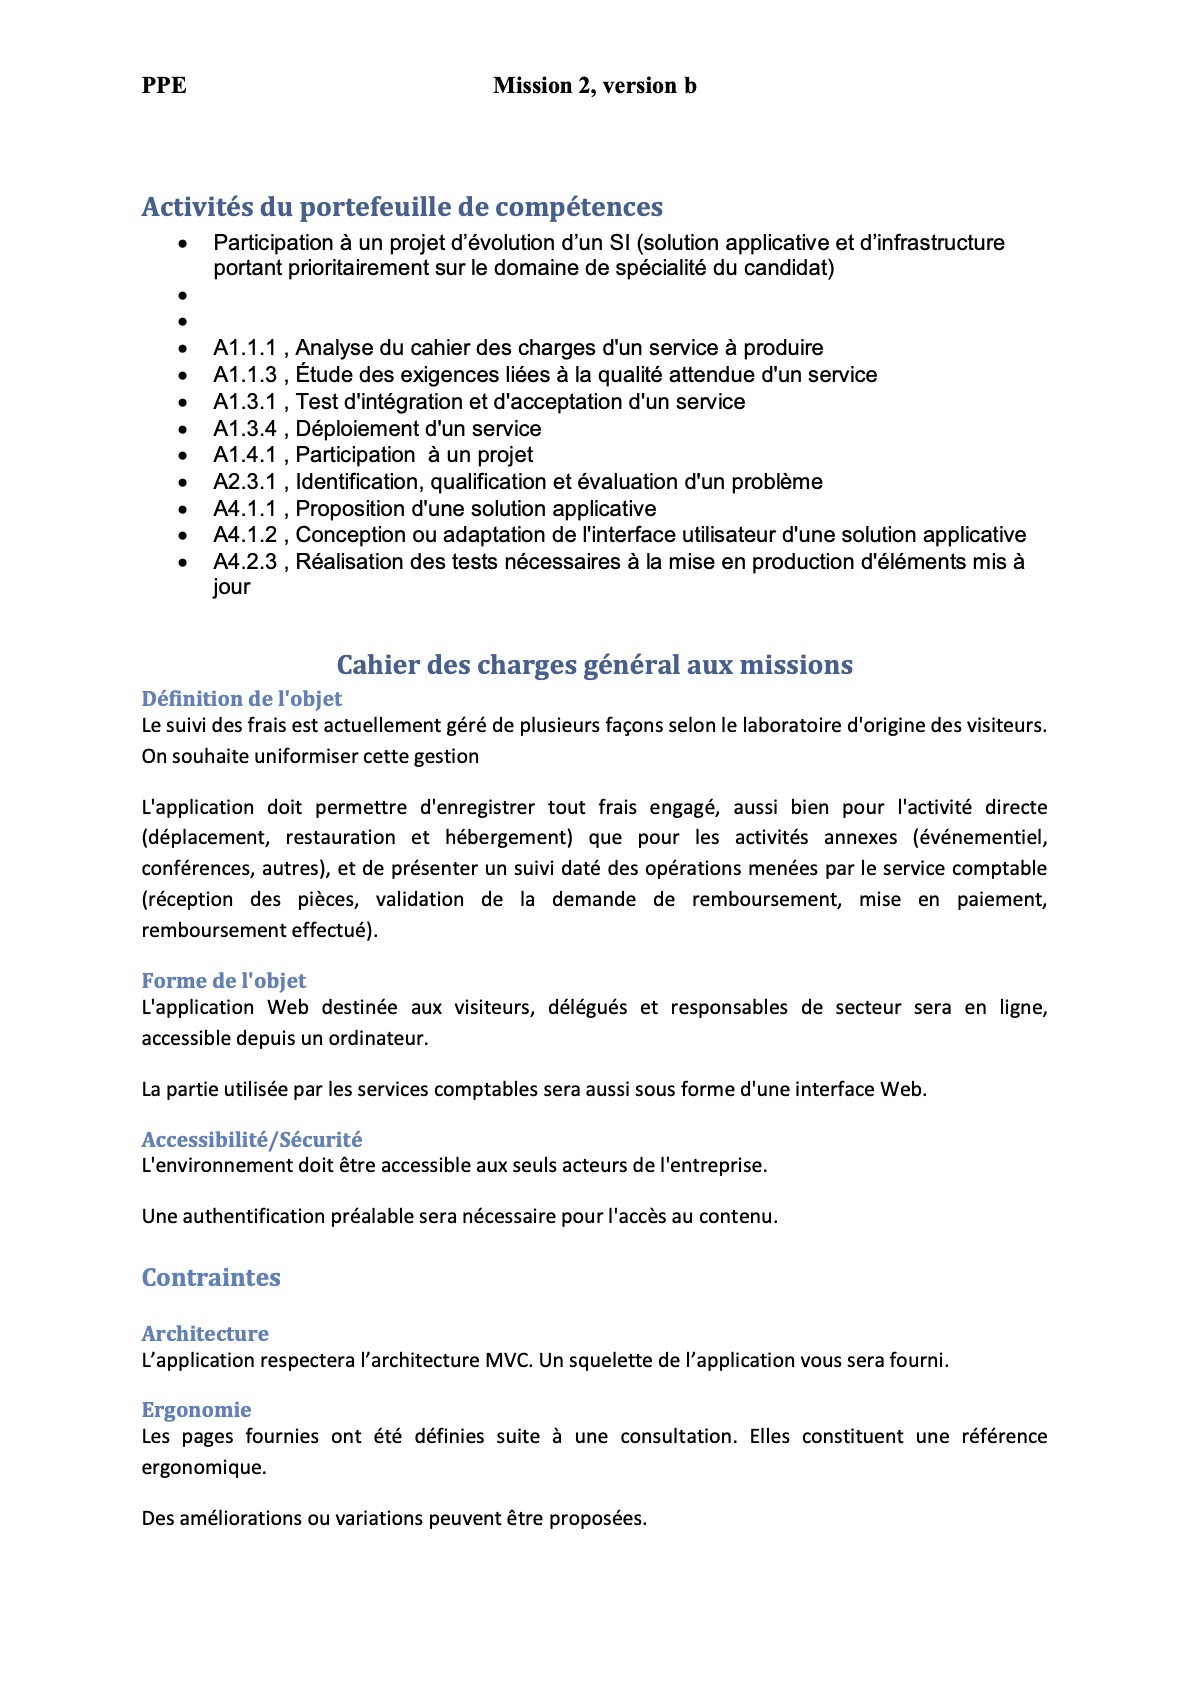 PPE Mission 2, version b
Activités du portefeuille de compétences
• Participation à un projet d’évolution d’un SI (solution applicative et d’infrastructure
portant prioritairement sur le domaine de spécialité du candidat)
•
•
• A1.1.1 , Analyse du cahier des charges d'un service à produire
• A1.1.3 , Étude des exigences liées à la qualité attendue d'un service
• A1.3.1 , Test d'intégration et d'acceptation d'un service
• A1.3.4 , Déploiement d'un service
• A1.4.1 , Participation à un projet
• A2.3.1 , Identification, qualification et évaluation d'un problème
• A4.1.1 , Proposition d'une solution applicative
• A4.1.2 , Conception ou adaptation de l'interface utilisateur d'une solution applicative
• A4.2.3 , Réalisation des tests nécessaires à la mise en production d'éléments mis à
jour
Cahier des charges général aux missions
Définition de l'objet
Le suivi des frais est actuellement géré de plusieurs façons selon le laboratoire d'origine des visiteurs.
On souhaite uniformiser cette gestion
L'application doit permettre d'enregistrer tout frais engagé, aussi bien pour l'activité directe
(déplacement, restauration et hébergement) que pour les activités annexes (événementiel,
conférences, autres), et de présenter un suivi daté des opérations menées par le service comptable
(réception des pièces, validation de la demande de remboursement, mise en paiement,
remboursement effectué).
Forme de l'objet
L'application Web destinée aux visiteurs, délégués et responsables de secteur sera en ligne,
accessible depuis un ordinateur.
La partie utilisée par les services comptables sera aussi sous forme d'une interface Web.
Accessibilité/Sécurité
L'environnement doit être accessible aux seuls acteurs de l'entreprise.
Une authentification préalable sera nécessaire pour l'accès au contenu.
Contraintes
Architecture
L’application respectera l’architecture MVC. Un squelette de l’application vous sera fourni.
Ergonomie
Les pages fournies ont été définies suite à une consultation. Elles constituent une référence
ergonomique.
Des améliorations ou variations peuvent être proposées.